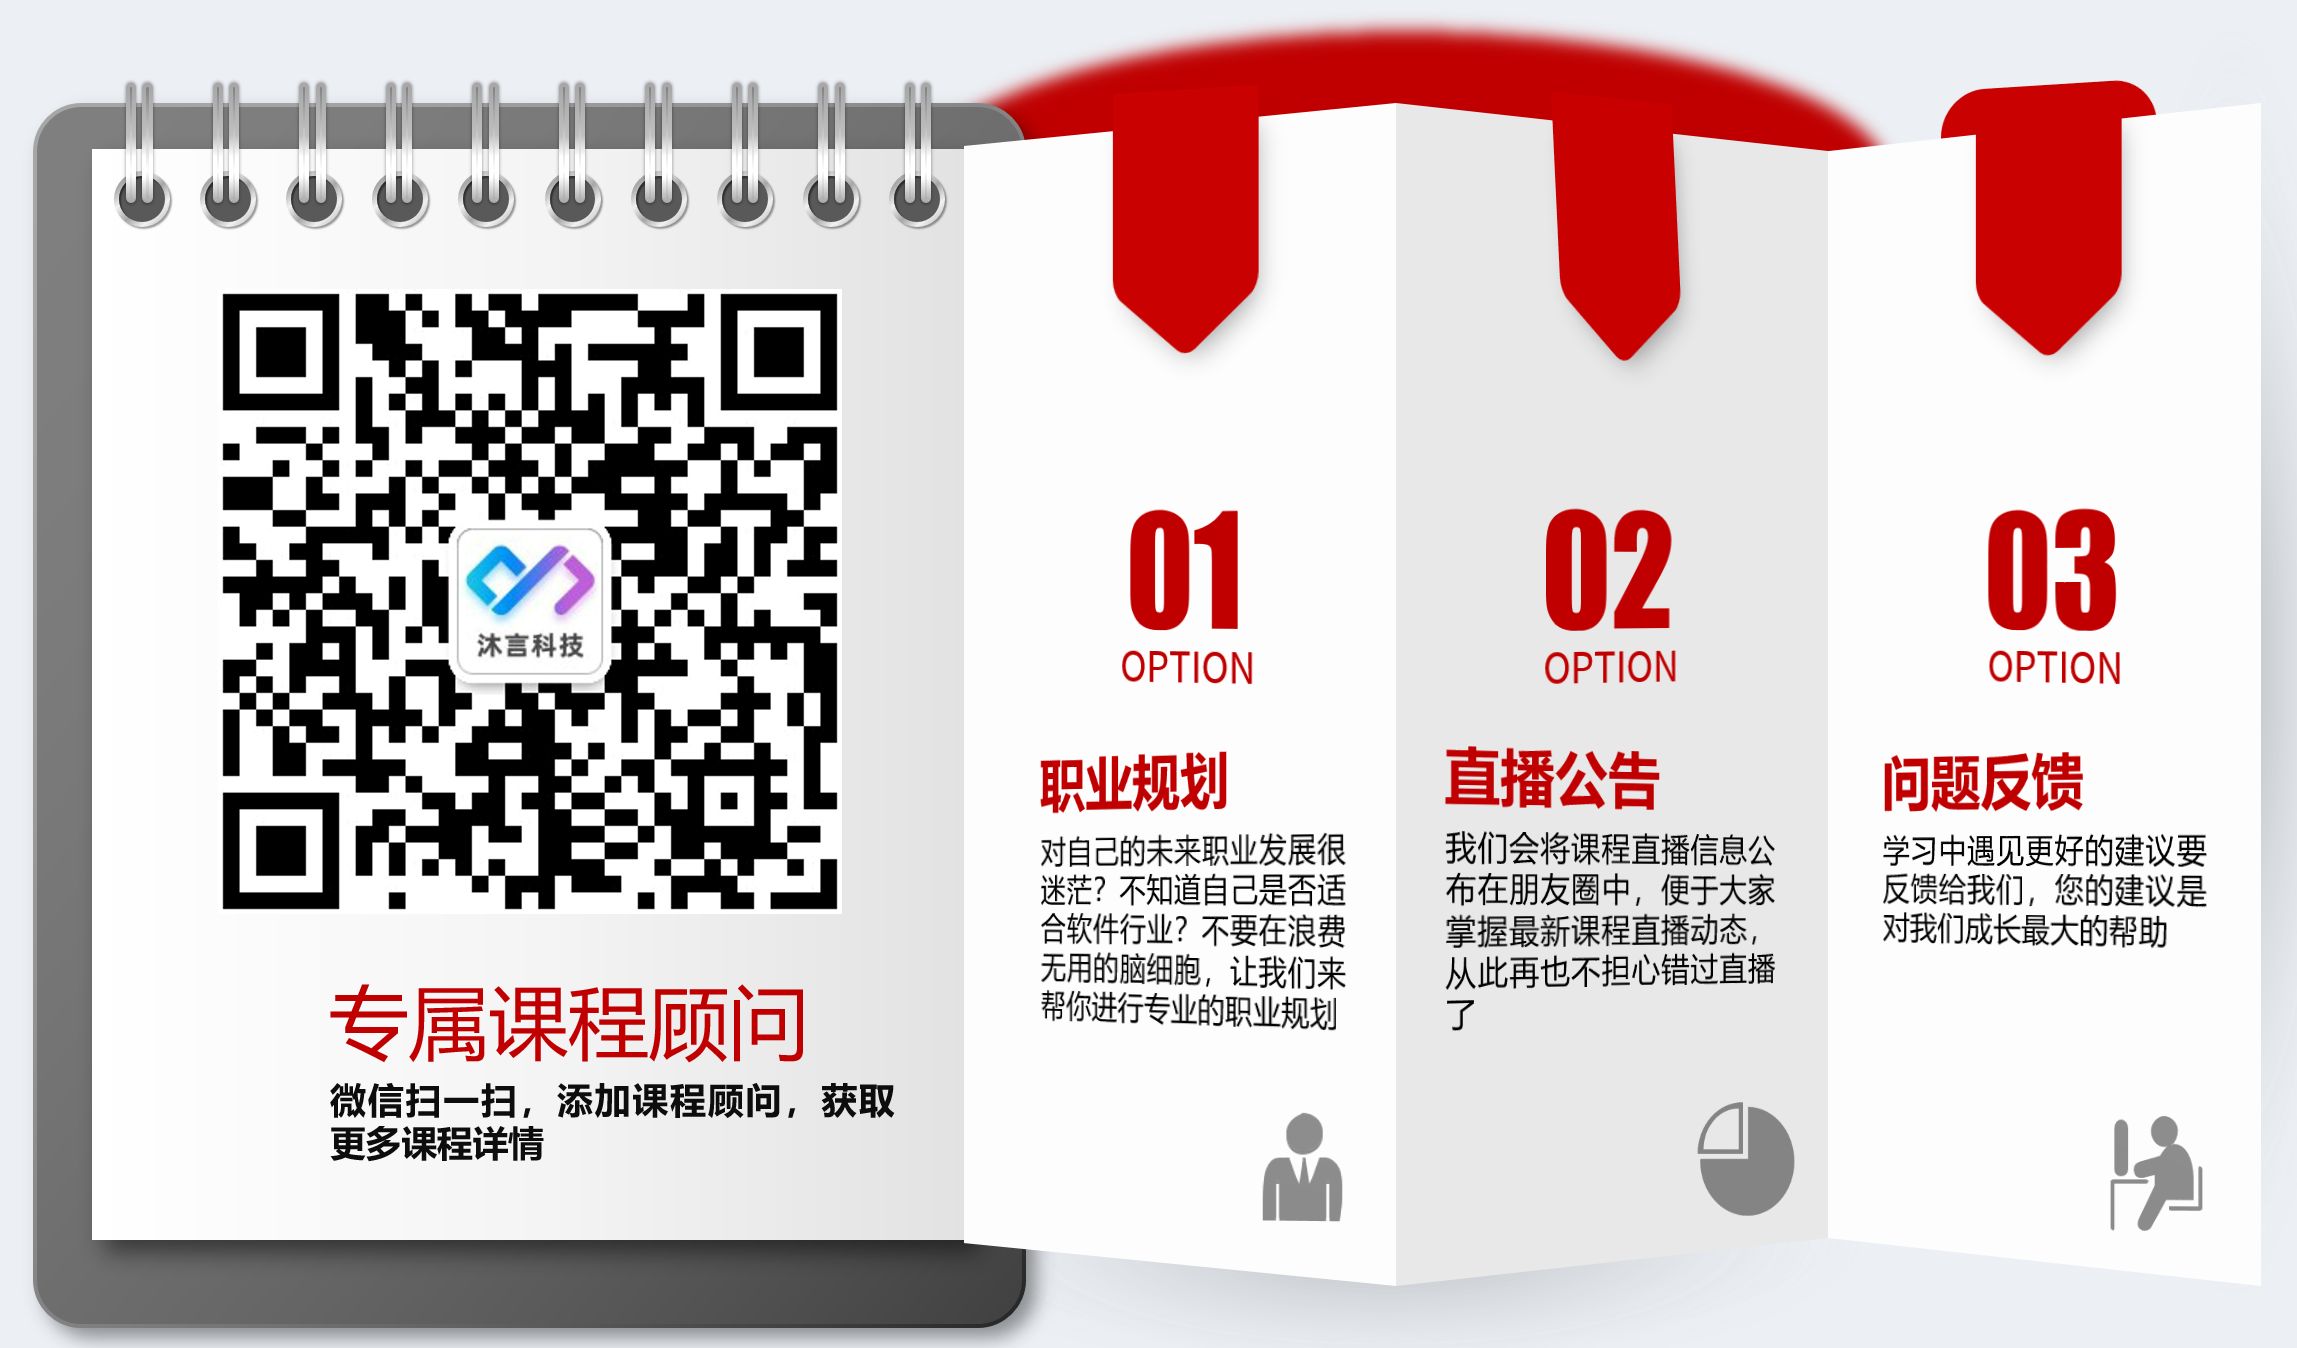 沐言科技
专属课程顾问
微信扫一扫，添加课程顾问，获取
更多课程详情
01
OPTION
职业规划
对自己的未来职业发展很
迷茫？不知道自己是否适
合软件行业？不要在浪费
无用的脑细胞，让我们来
帮你进行专业的职业规划
02
OPTION
直播公告
我们会将课程直播信息公
布在朋友圈中，便于大家
掌握最新课程直播动态，
从此再也不担心错过直播
了
03
OPTION
问题反馈
学习中遇见更好的建议要
反馈给我们，您的建议是
对我们成长最大的帮助